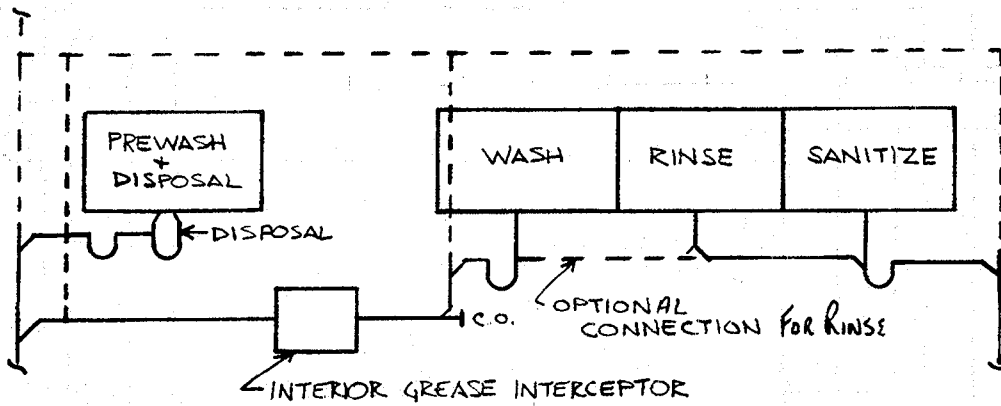 PREWASH
+
DISPOSAL
WASH
RINSE
SANITIZE
DISPOSAL
C.O.
OPTIONAL
CONNECTION FOR RINSE
INTERIOR GREASE INTERCEPTOR